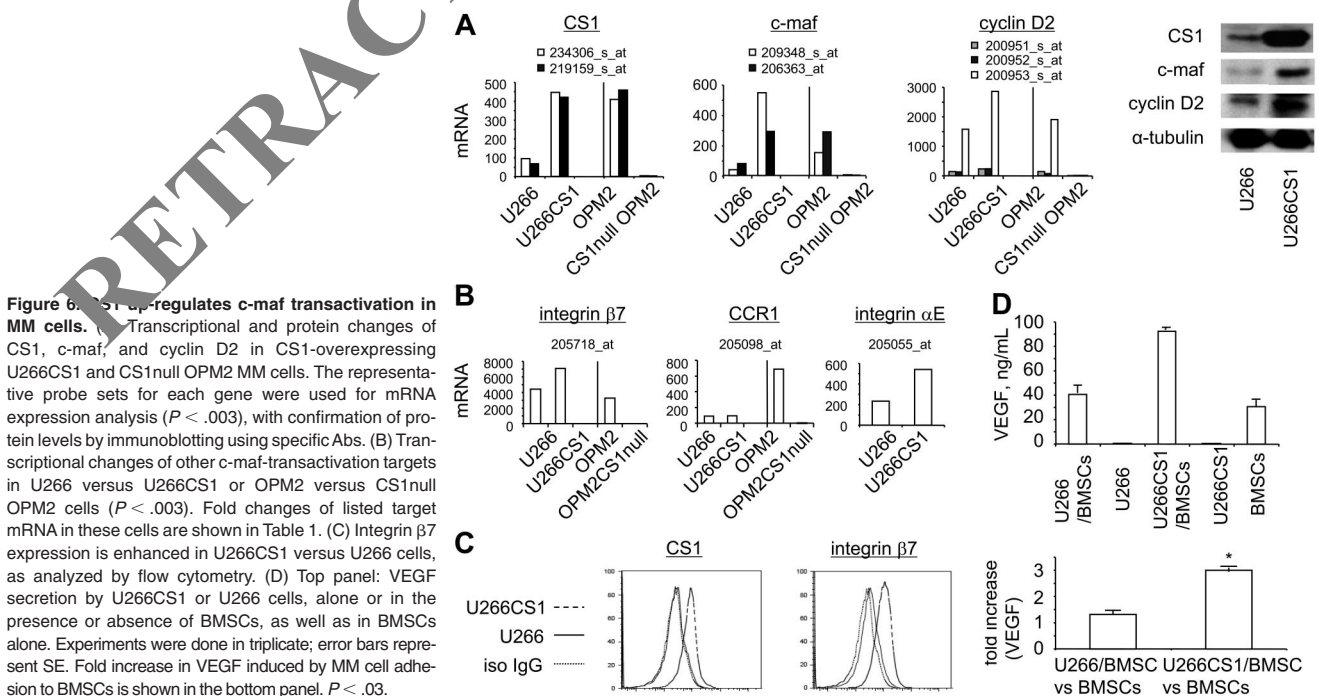 RETRAC
Figure 6. CS1 up-regulates c-maf transactivation in
MM cells. ( Transcriptional and protein changes of
CS1, c-maf, and cyclin D2 in CS1-overexpressing
U266CS1 and CS1null OPM2 MM cells. The representa-
tive probe sets for each gene were used for mRNA
expression analysis (P < .003), with confirmation of pro-
tein levels by immunoblotting using specific Abs. (B) Tran-
scriptional changes of other c-maf-transactivation targets
in U266 versus U266CS1 or OPM2 versus CS1null
OPM2 cells (P < .003). Fold changes of listed target
mRNA in these cells are shown in Table 1. (C) Integrin β7
expression is enhanced in U266CS1 versus U266 cells,
as analyzed by flow cytometry. (D) Top panel: VEGF
secretion by U266CS1 or U266 cells, alone or in the
presence or absence of BMSCs, as well as in BMSCs
alone. Experiments were done in triplicate; error bars repre-
sent SE. Fold increase in VEGF induced by MM cell adhe-
sion to BMSCs is shown in the bottom panel. P < .03.
A
CS1
234306_s_at
219159_s_at
mRNA
500
400
300
200
100
0
U266
U266CS1
OPM2
CS1null OPM2
c-maf
209348_s_at
206363_at
600
400
200
0
U266
U266CS1
OPM2
CS1null OPM2
cyclin D2
200951_s_at
200952_s_at
200953_s_at
3000
2000
1000
0
U266
U266CS1
OPM2
CS1null OPM2
CS1
c-maf
cyclin D2
α-tubulin
U266
U266CS1
B
integrin β7
205718_at
mRNA
8000
6000
4000
2000
0
U266
U266CS1
OPM2
OPM2CS1null
CCR1
205098_at
800
600
400
200
0
U266
U266CS1
OPM2
OPM2CS1null
integrin αE
205055_at
600
400
200
0
U266
U266CS1
C
U266CS1
U266
iso IgG
CS1
100
80
60
40
20
0
integrin β7
100
80
60
40
20
0
D
VEGF, ng/mL
100
80
60
40
20
0
U266
/BMSCs
U266
U266CS1
/BMSCs
U266CS1
BMSCs
fold increase
(VEGF)
3
2
1
0
*
U266/BMSC
vs BMSCs
U266CS1/BMSC
vs BMSCs